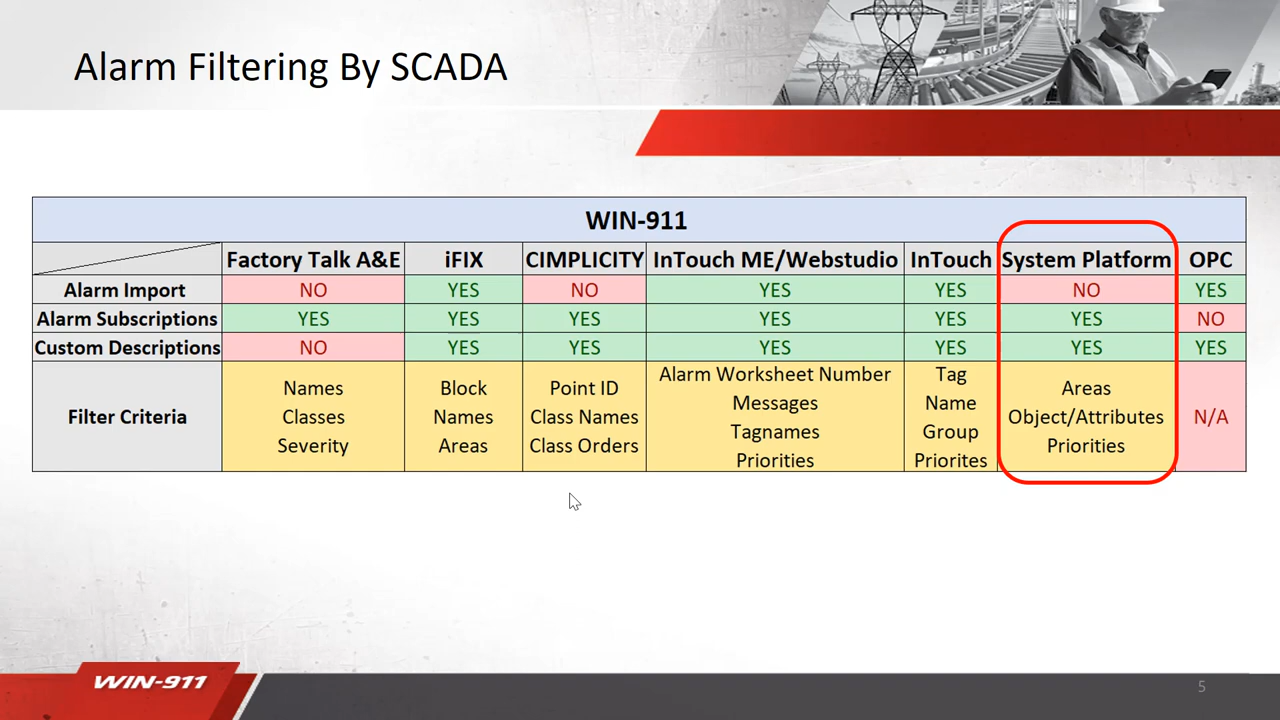 Alarm Filtering By SCADA
WIN-911
Factory Talk A&E iFIX CIMPLICITY InTouch ME/Webstudio InTouch System Platform OPC
Alarm Import NO YES NO YES YES NO YES
Alarm Subscriptions YES YES YES YES YES YES NO
Custom Descriptions NO YES YES YES YES YES YES
Filter Criteria
Names
Classes
Severity
Block
Names
Areas
Point ID
Class Names
Class Orders
Alarm Worksheet Number
Messages
Tagnames
Priorities
Tag
Name
Group
Priorites
Areas
Object/Attributes
Priorities
N/A
WIN-911
5